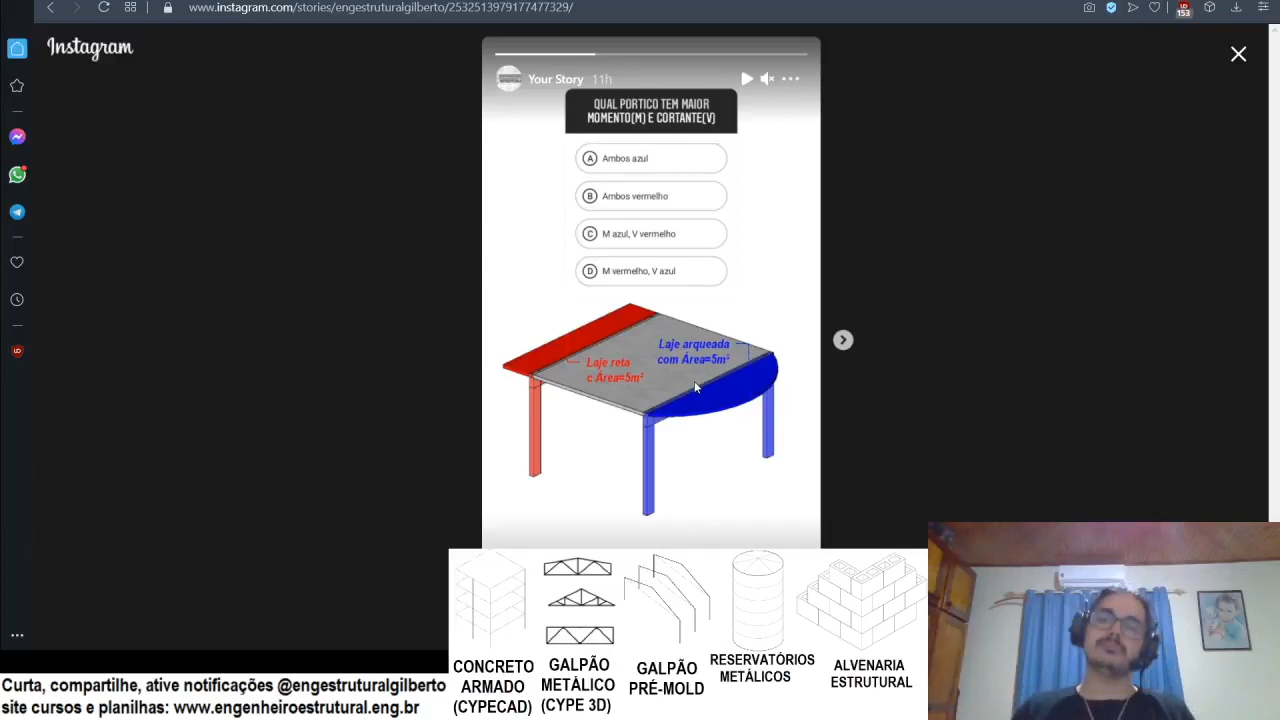 www.instagram.com/stories/engestruturalgilberto/2532513979177477329/
153
Instagram
Your Story 11h
QUAL PORTICO TEM MAIOR
MOMENTO(M) E CORTANTE(V)
A Ambos azul
B Ambos vermelho
C M azul, V vermelho
D M vermelho, V azul
Laje arqueada
com Área=5m²
Laje reta
c Área=5m²
CONCRETO
ARMADO
(CYPECAD)
GALPÃO
METÁLICO
(CYPE 3D)
GALPÃO
PRÉ-MOLD
RESERVATÓRIOS
METÁLICOS
ALVENARIA
ESTRUTURAL
Curta, compartilhe, ative notificações @engestruturalgilberto
site cursos e planilhas: www.engenheiroestrutural.eng.br